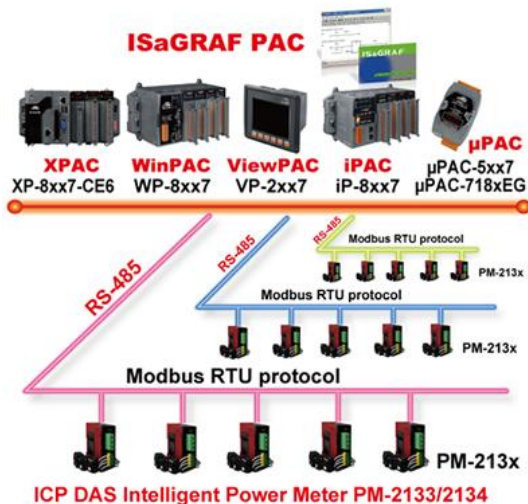 ISaGRAF PAC
ISaGRAF
XPAC
XP-8xx7-CE6
WinPAC
WP-8xx7
ViewPAC
VP-2xx7
iPAC
iP-8xx7
µPAC
µPAC-5xx7
µPAC-718xEG
RS-485
RS-485
RS-485
Modbus RTU protocol
PM-213x
Modbus RTU protocol
PM-213x
Modbus RTU protocol
PM-213x
ICP DAS Intelligent Power Meter PM-2133/2134